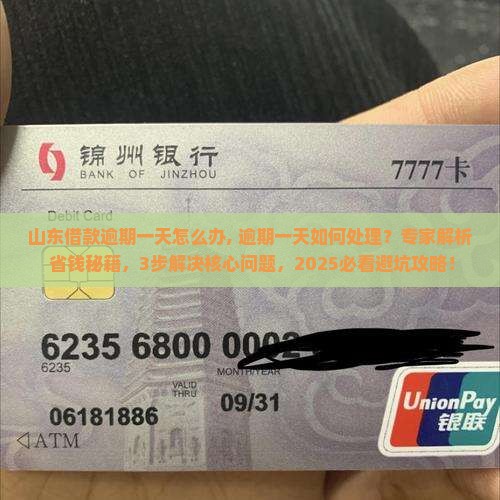 锦州银行
BANK OF JINZHOU
7777卡
Debit Card
山东借款逾期一天怎么办, 逾期一天如何处理？专家解析
省钱秘籍，3步解决核心问题，2025必看避坑攻略！
6235 6800 0002
6235
MONTH/YEAR
VALID
THRU
09/31
06181886
ATM
UnionPay
银联